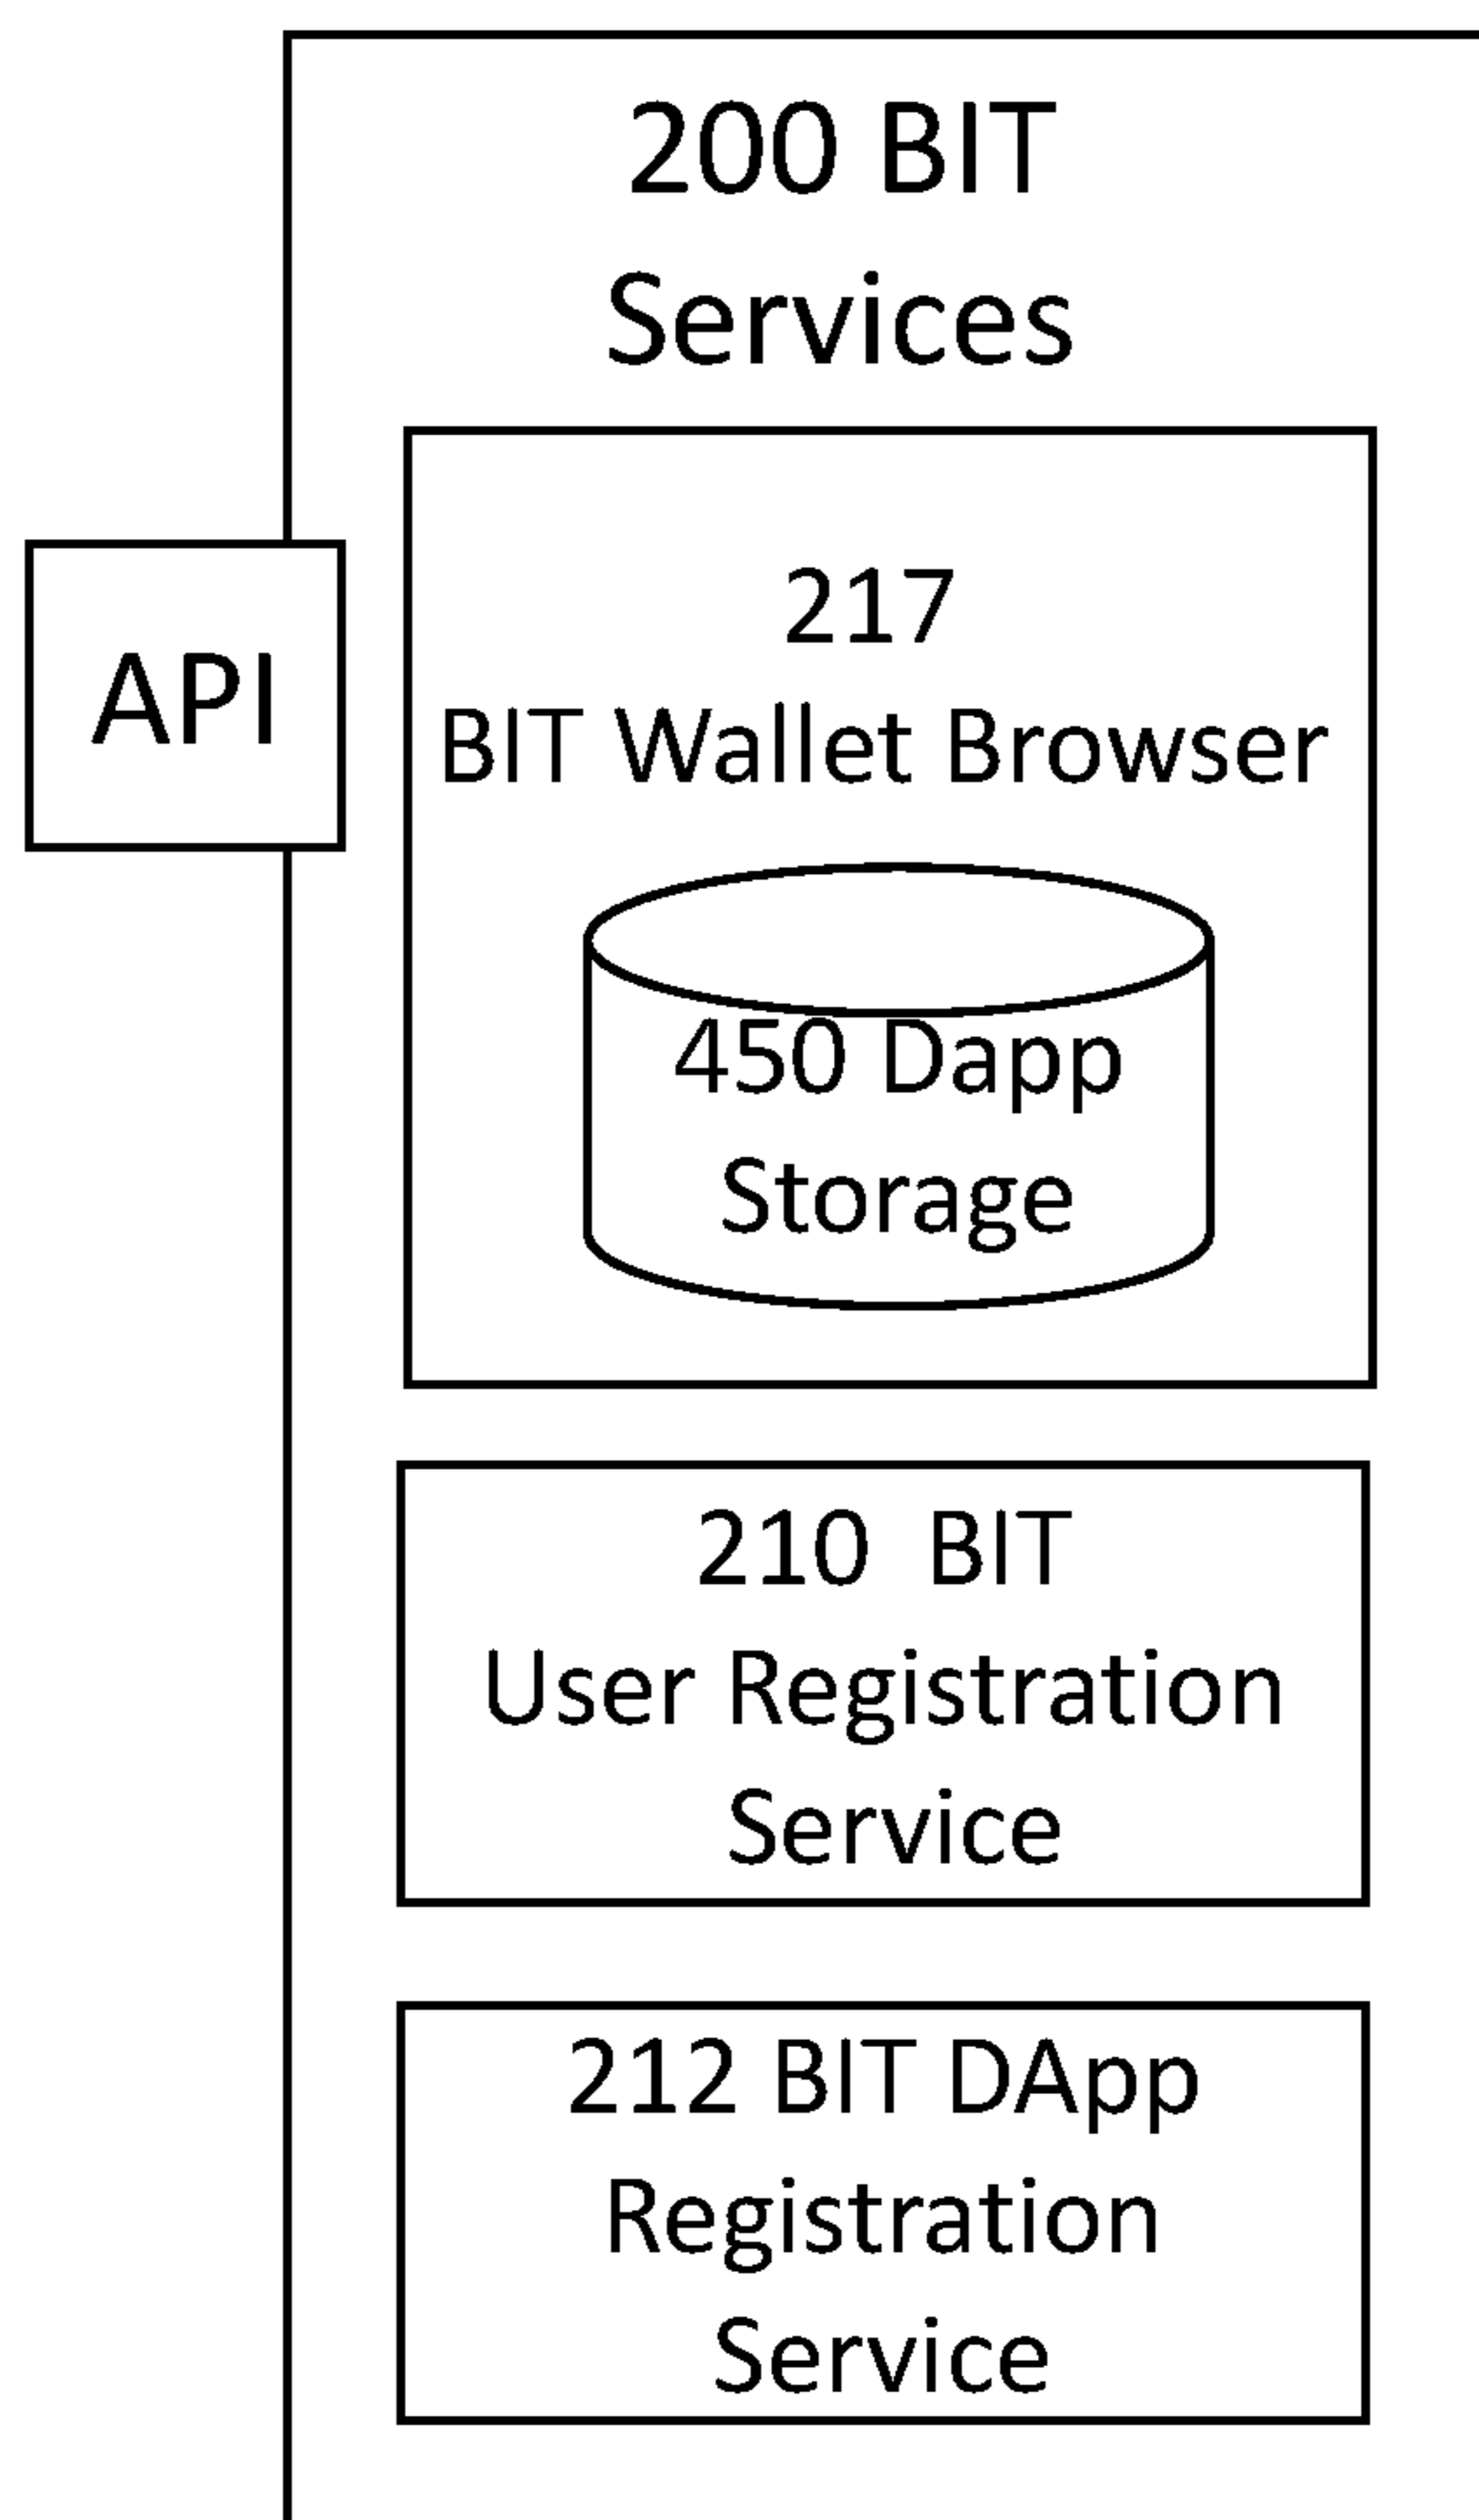 200 BIT
Services
API
217
BIT Wallet Browser
450 Dapp
Storage
210  BIT
User Registration
Service
212 BIT DApp
Registration
Service